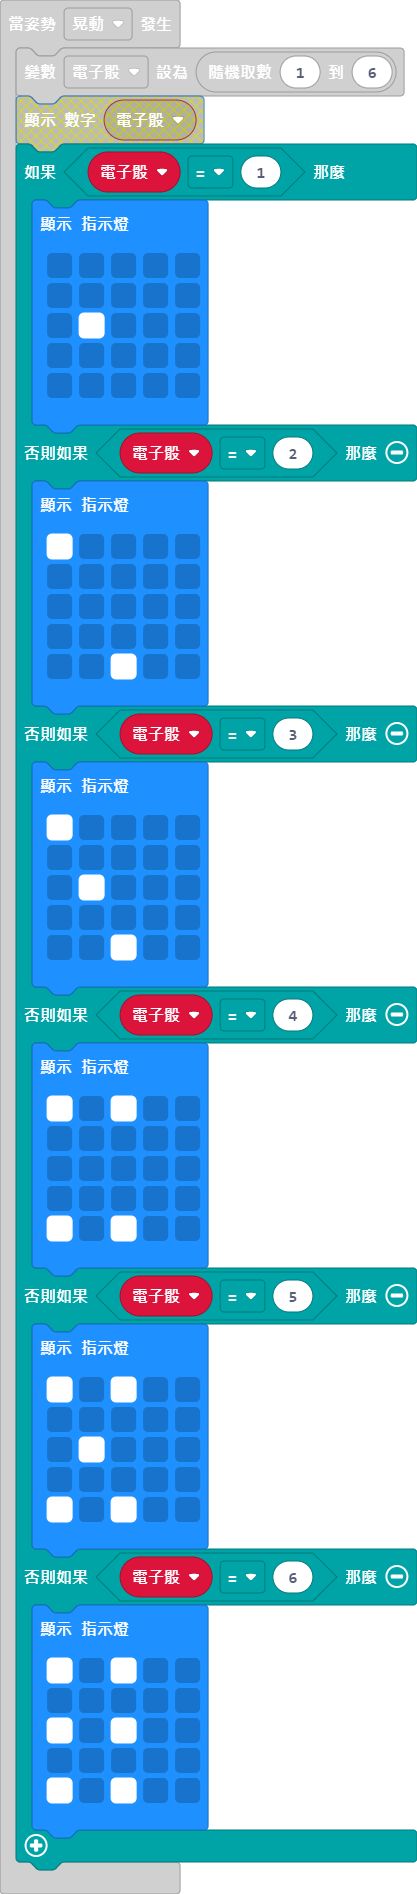 當姿勢 晃動 發生
變數 電子骰 設為 隨機取數 1 到 6
顯示 數字 電子骰
如果 電子骰 = 1 那麼
顯示 指示燈
否則如果 電子骰 = 2 那麼
顯示 指示燈
否則如果 電子骰 = 3 那麼
顯示 指示燈
否則如果 電子骰 = 4 那麼
顯示 指示燈
否則如果 電子骰 = 5 那麼
顯示 指示燈
否則如果 電子骰 = 6 那麼
顯示 指示燈